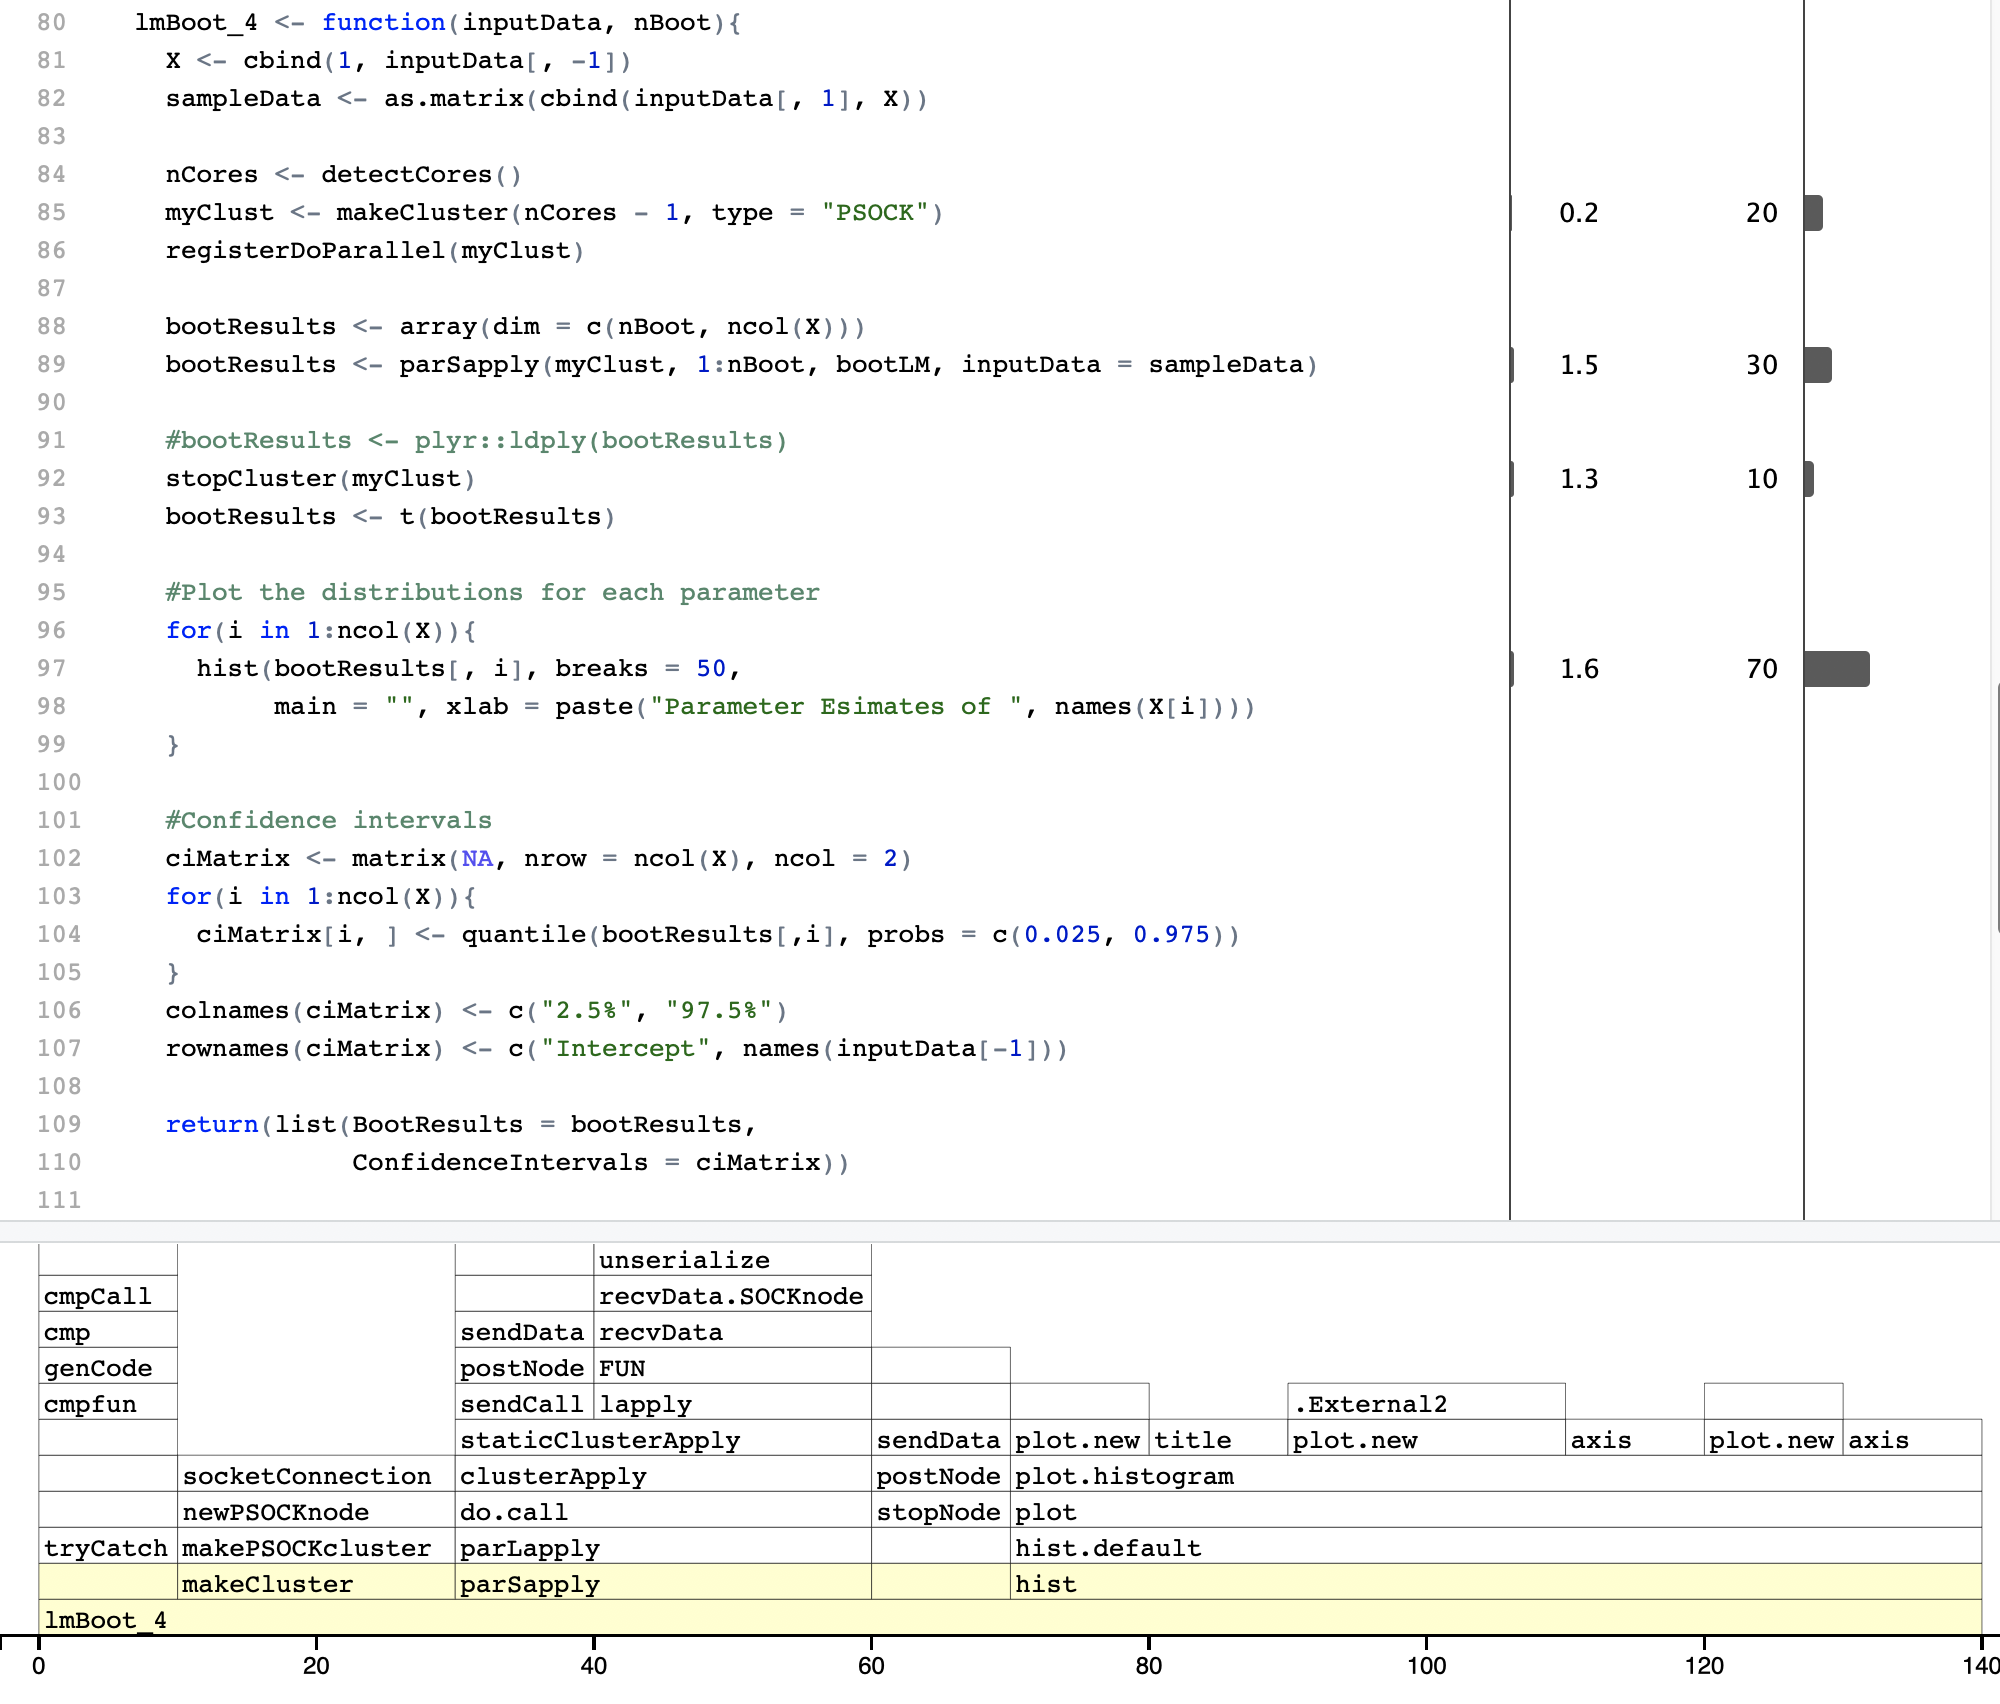 80 lmBoot_4 <- function(inputData, nBoot){
81 X <- cbind(1, inputData[, -1])
82 sampleData <- as.matrix(cbind(inputData[, 1], X))
83
84 nCores <- detectCores()
85 myClust <- makeCluster(nCores - 1, type = "PSOCK") 0.2 20
86 registerDoParallel(myClust)
87
88 bootResults <- array(dim = c(nBoot, ncol(X)))
89 bootResults <- parSapply(myClust, 1:nBoot, bootLM, inputData = sampleData) 1.5 30
90
91 #bootResults <- plyr::ldply(bootResults)
92 stopCluster(myClust) 1.3 10
93 bootResults <- t(bootResults)
94
95 #Plot the distributions for each parameter
96 for(i in 1:ncol(X)){
97 hist(bootResults[, i], breaks = 50, 1.6 70
98 main = "", xlab = paste("Parameter Esimates of ", names(X[i])))
99 }
100
101 #Confidence intervals
102 ciMatrix <- matrix(NA, nrow = ncol(X), ncol = 2)
103 for(i in 1:ncol(X)){
104 ciMatrix[i, ] <- quantile(bootResults[,i], probs = c(0.025, 0.975))
105 }
106 colnames(ciMatrix) <- c("2.5%", "97.5%")
107 rownames(ciMatrix) <- c("Intercept", names(inputData[-1]))
108
109 return(list(BootResults = bootResults,
110 ConfidenceIntervals = ciMatrix))
111
unserialize
cmpCall recvData.SOCKnode
cmp sendData recvData
genCode postNode FUN
cmpfun sendCall lapply .External2
staticClusterApply sendData plot.new title plot.new axis plot.new axis
socketConnection clusterApply postNode plot.histogram
newPSOCKnode do.call stopNode plot
tryCatch makePSOCKcluster parLapply hist.default
makeCluster parSapply hist
lmBoot_4
0 20 40 60 80 100 120 140